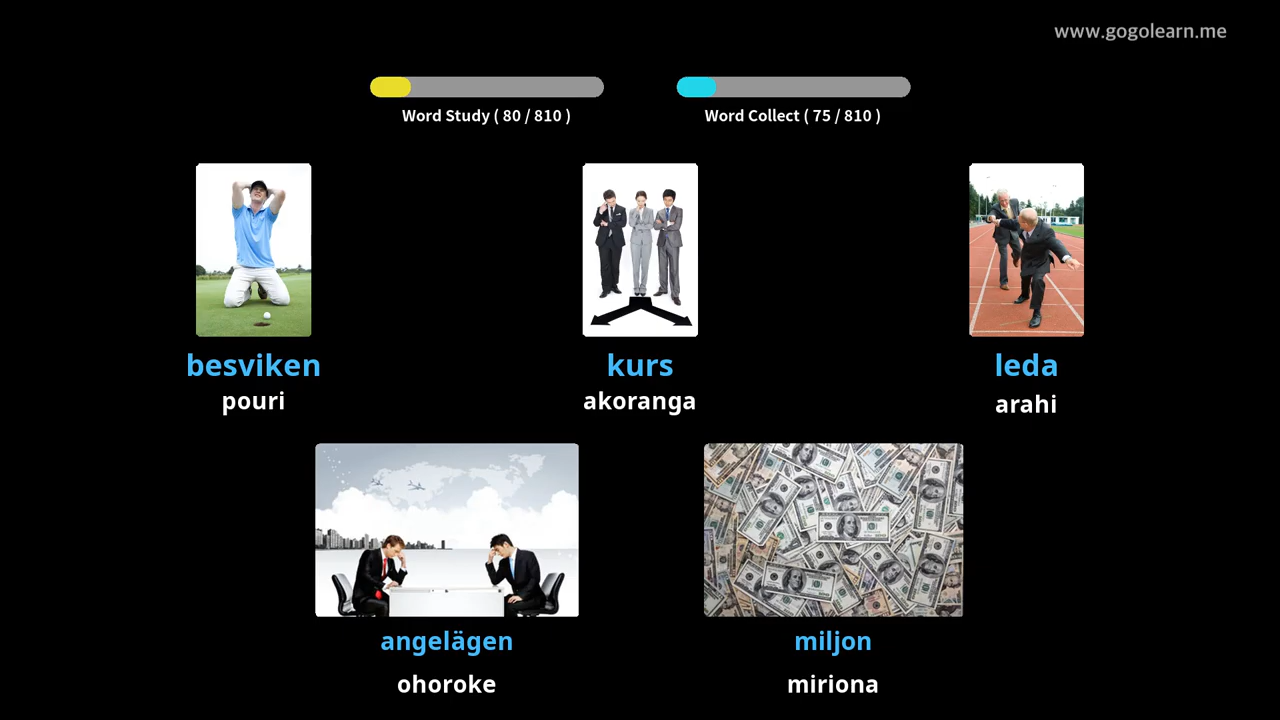 www.gogolearn.me
Word Study ( 80 / 810 )
Word Collect ( 75 / 810 )
besviken
pouri
kurs
akoranga
leda
arahi
angelägen
ohoroke
miljon
miriona